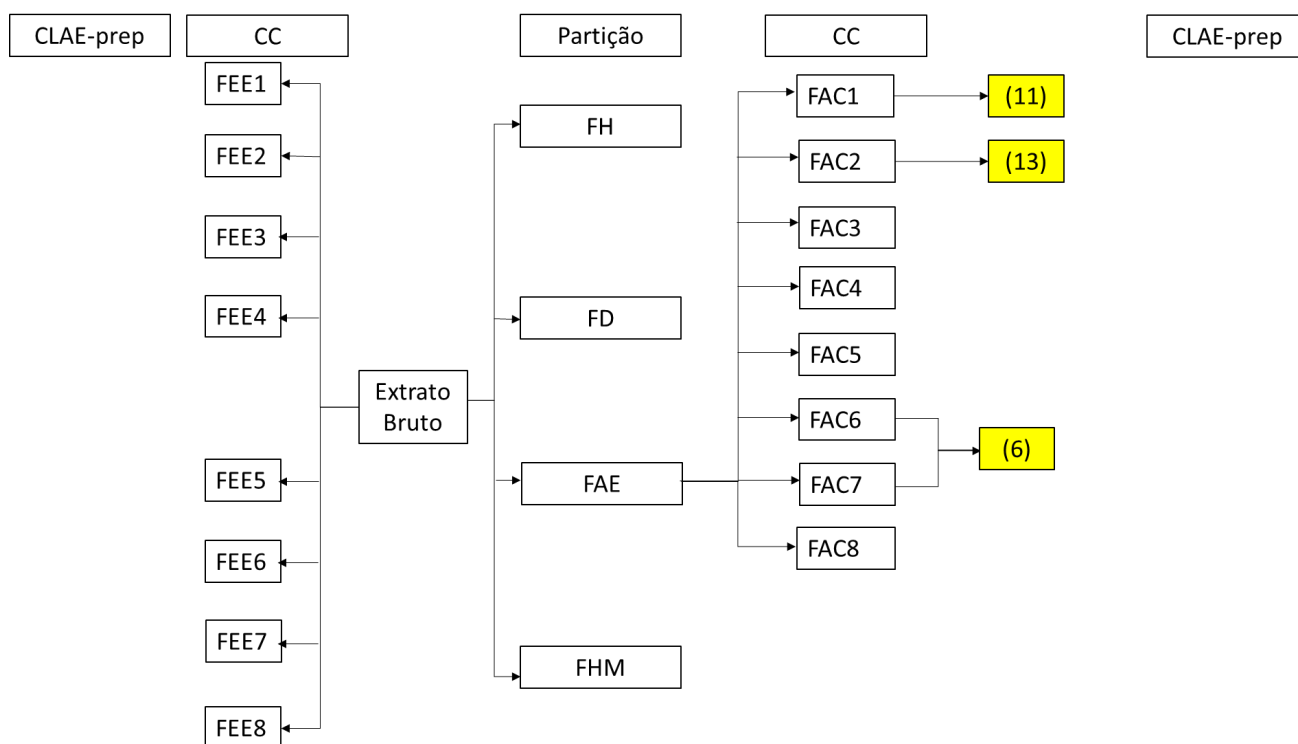 CLAE-prep
CC
Partição
CC
CLAE-prep
FEE1
FEE2
FEE3
FEE4
FEE5
FEE6
FEE7
FEE8
Extrato
Bruto
FH
FD
FAE
FHM
FAC1
FAC2
FAC3
FAC4
FAC5
FAC6
FAC7
FAC8
(11)
(13)
(6)